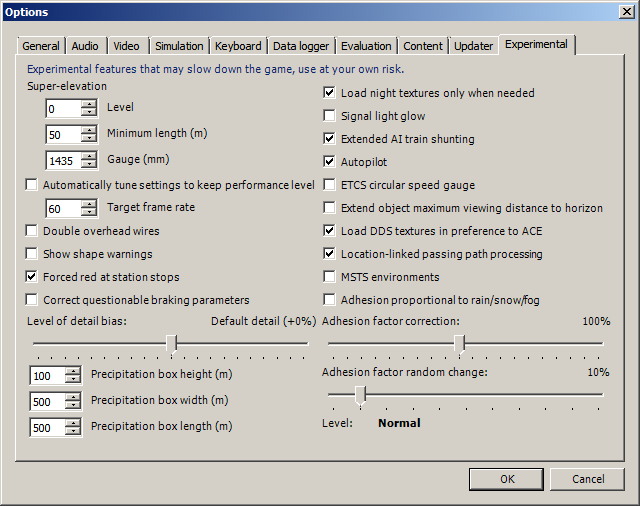 Options
General Audio Video Simulation Keyboard Data logger Evaluation Content Updater Experimental
Experimental features that may slow down the game, use at your own risk.
Super-elevation
0 Level
50 Minimum length (m)
1435 Gauge (mm)
Automatically tune settings to keep performance level
60 Target frame rate
Double overhead wires
Show shape warnings
Forced red at station stops
Correct questionable braking parameters
Level of detail bias: Default detail (+0%)
100 Precipitation box height (m)
500 Precipitation box width (m)
500 Precipitation box length (m)
Load night textures only when needed
Signal light glow
Extended AI train shunting
Autopilot
ETCS circular speed gauge
Extend object maximum viewing distance to horizon
Load DDS textures in preference to ACE
Location-linked passing path processing
MSTS environments
Adhesion proportional to rain/snow/fog
Adhesion factor correction: 100%
Adhesion factor random change: 10%
Level: Normal
OK Cancel